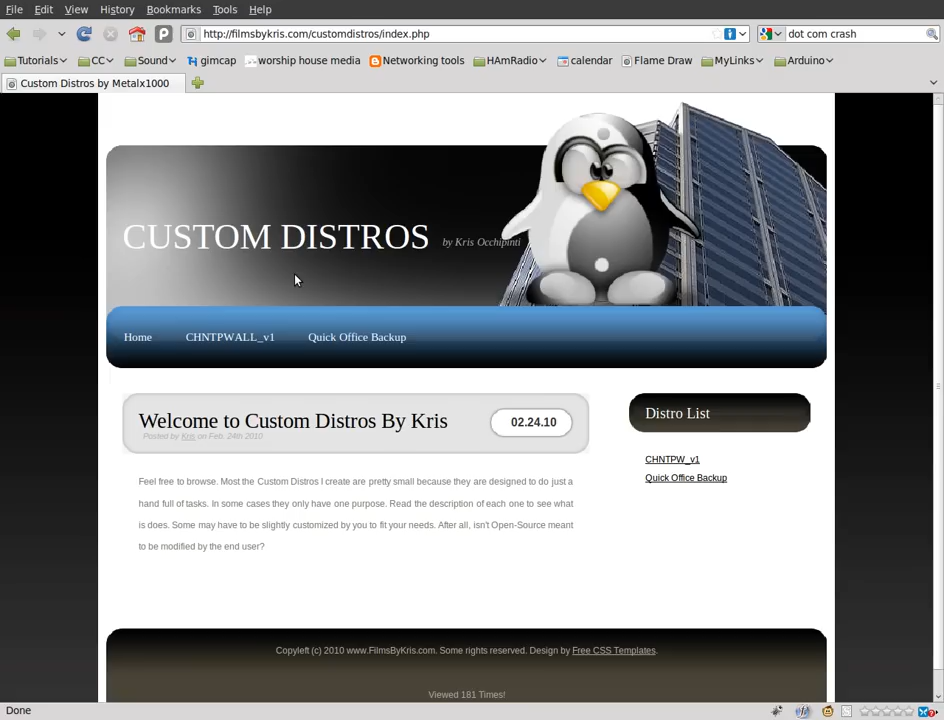 File Edit View History Bookmarks Tools Help
http://filmsbykris.com/customdistros/index.php
dot com crash
Tutorials CC Sound gimcap worship house media Networking tools HAmRadio calendar Flame Draw MyLinks Arduino
Custom Distros by Metalx1000
CUSTOM DISTROS by Kris Occhipinti
Home CHNTPWALL_v1 Quick Office Backup
Welcome to Custom Distros By Kris
02.24.10
Posted by Kris on Feb. 24th 2010
Feel free to browse. Most the Custom Distros I create are pretty small because they are designed to do just a
hand full of tasks. In some cases they only have one purpose. Read the description of each one to see what
is does. Some may have to be slightly customized by you to fit your needs. After all, isn't Open-Source meant
to be modified by the end user?
Distro List
CHNTPW_v1
Quick Office Backup
Copyleft (c) 2010 www.FilmsByKris.com. Some rights reserved. Design by Free CSS Templates.
Viewed 181 Times!
Done